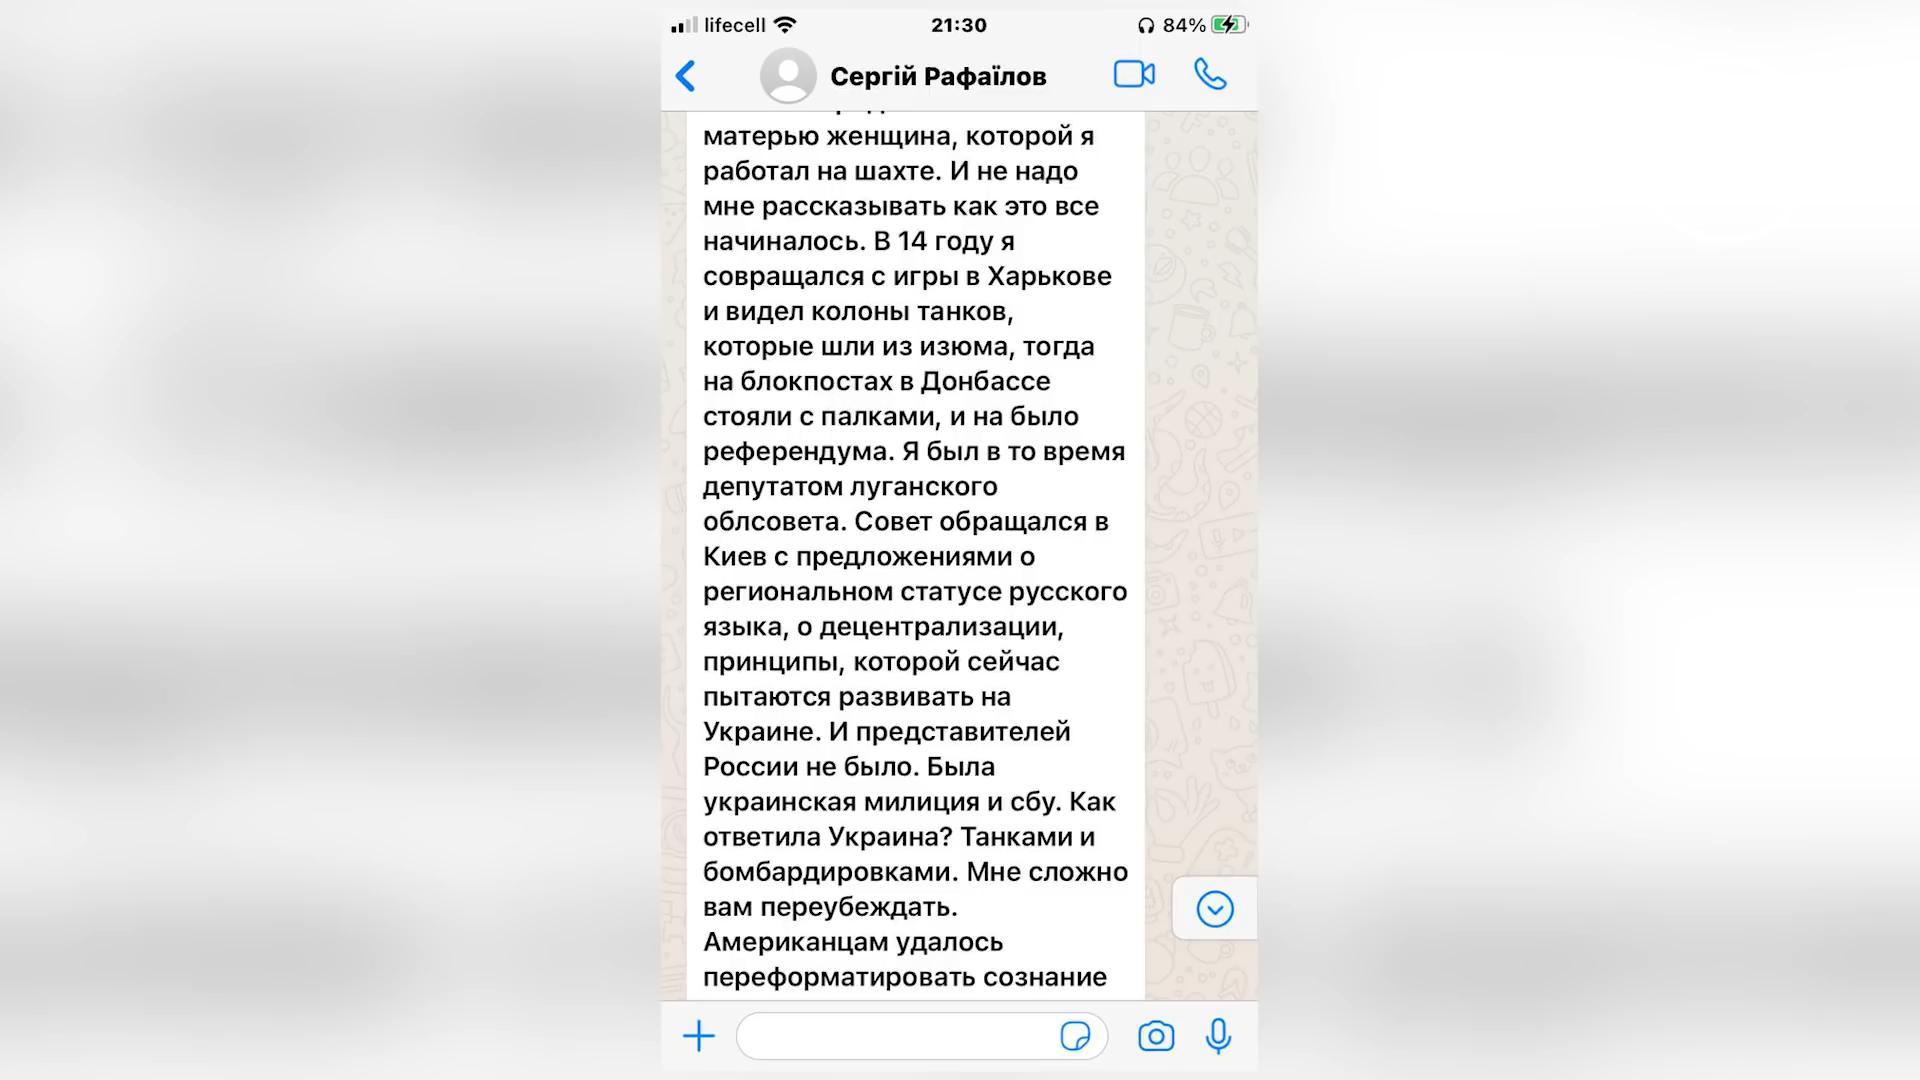 lifecell
21:30
84%
Сергій Рафаїлов
матерью женщина, которой я
работал на шахте. И не надо
мне рассказывать как это все
начиналось. В 14 году я
совращался с игры в Харькове
и видел колоны танков,
которые шли из изюма, тогда
на блокпостах в Донбассе
стояли с палками, и на было
референдума. Я был в то время
депутатом луганского
облсовета. Совет обращался в
Киев с предложениями о
региональном статусе русского
языка, о децентрализации,
принципы, которой сейчас
пытаются развивать на
Украине. И представителей
России не было. Была
украинская милиция и сбу. Как
ответила Украина? Танками и
бомбардировками. Мне сложно
вам переубеждать.
Американцам удалось
переформатировать сознание